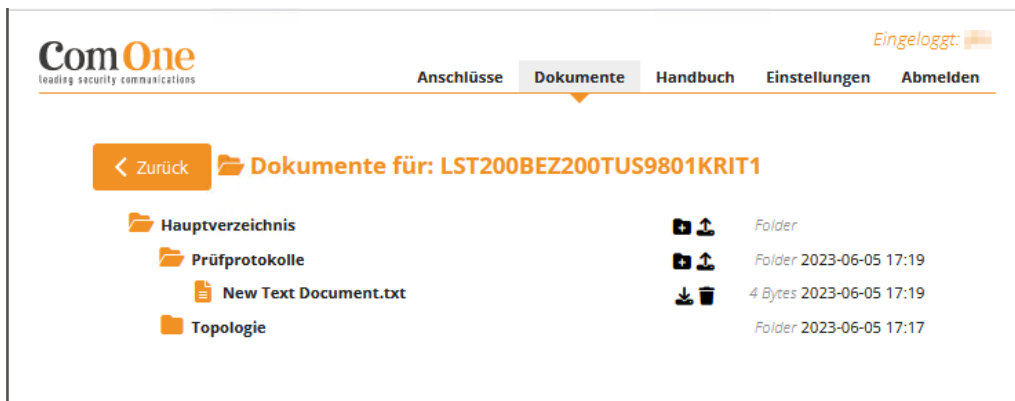 Eingeloggt:
ComOne
leading security communications
Anschlüsse Dokumente Handbuch Einstellungen Abmelden
Zurück Dokumente für: LST200BEZ200TUS9801KRIT1
Hauptverzeichnis Folder
Prüfprotokolle Folder 2023-06-05 17:19
New Text Document.txt 4 Bytes 2023-06-05 17:19
Topologie Folder 2023-06-05 17:17